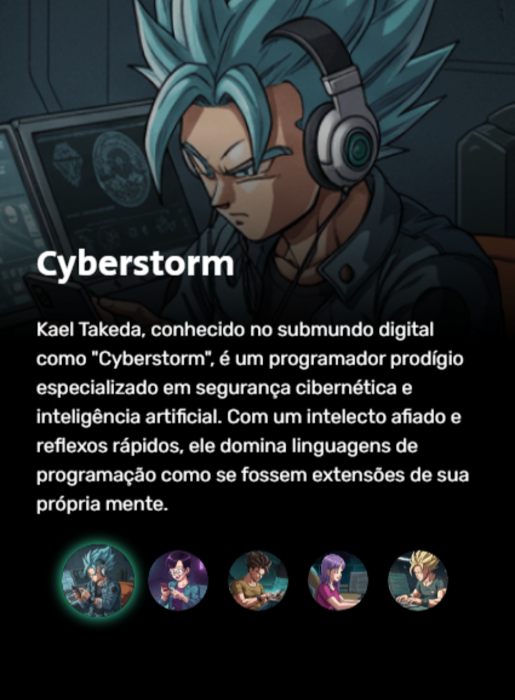 Cyberstorm
Kael Takeda, conhecido no submundo digital
como "Cyberstorm", é um programador prodígio
especializado em segurança cibernética e
inteligência artificial. Com um intelecto afiado e
reflexos rápidos, ele domina linguagens de
programação como se fossem extensões de sua
própria mente.